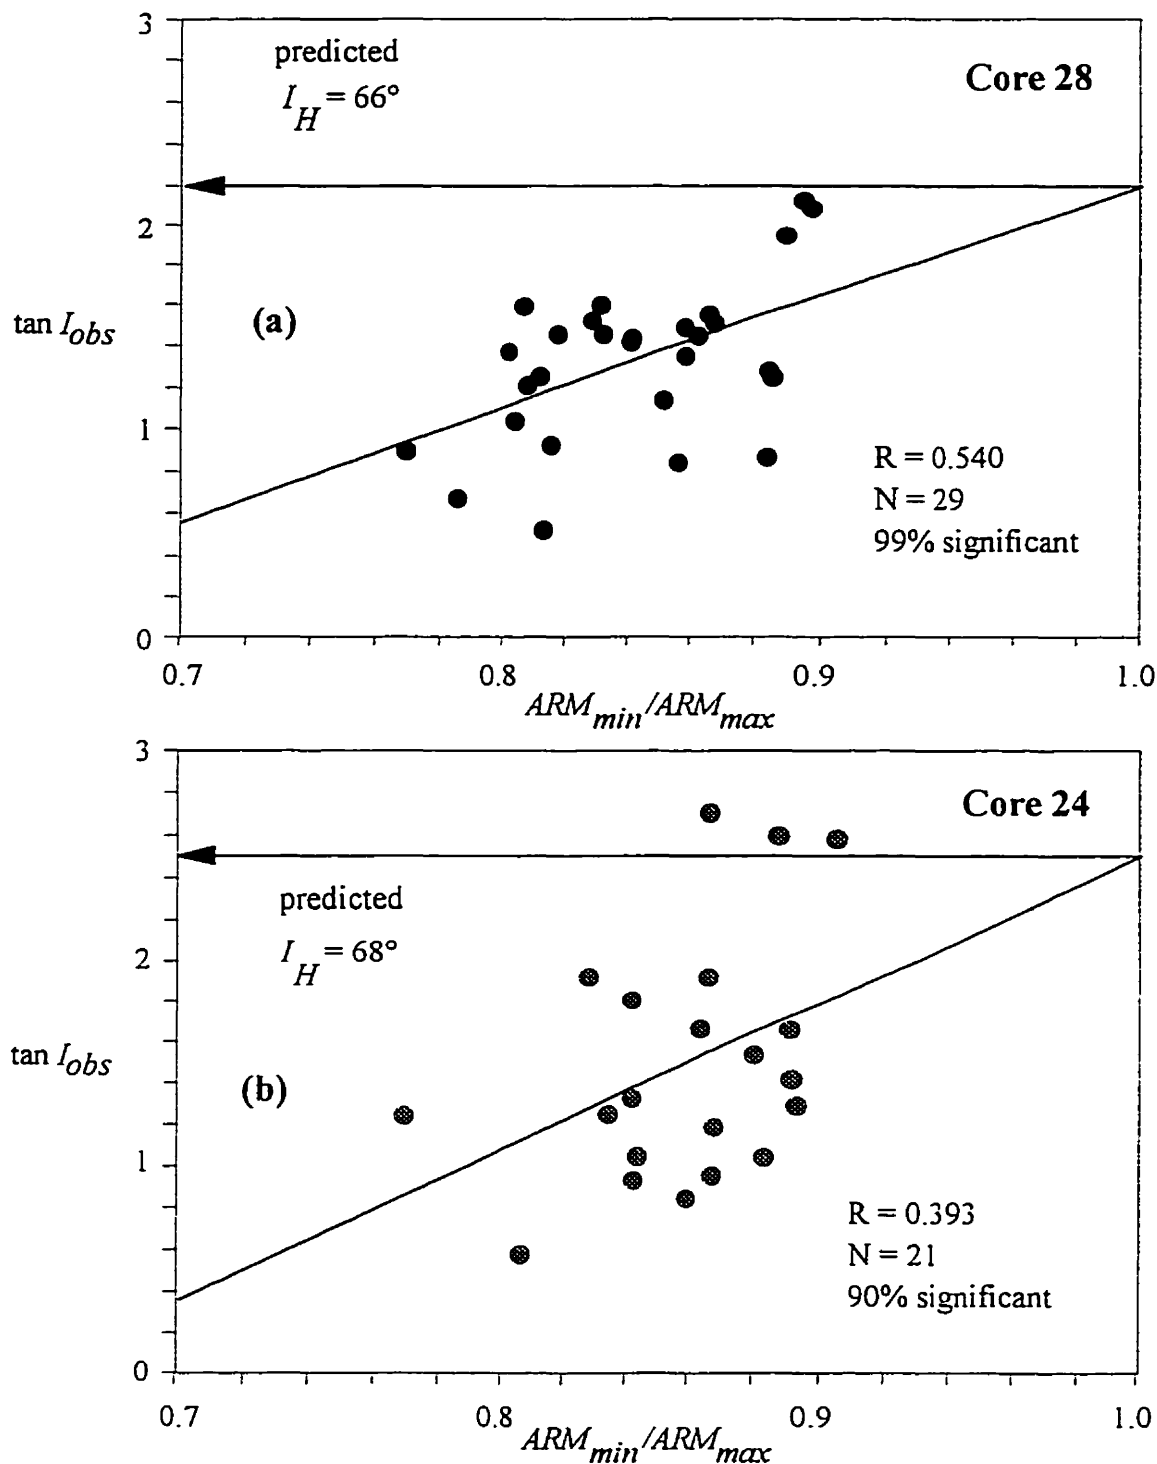 3
predicted
I_H = 66°
Core 28
2
tan I_obs
(a)
1
R = 0.540
N = 29
99% significant
0
0.7 0.8 0.9 1.0
ARM_min/ARM_max
3
Core 24
predicted
I_H = 68°
2
tan I_obs
(b)
1
R = 0.393
N = 21
90% significant
0
0.7 0.8 0.9 1.0
ARM_min/ARM_max